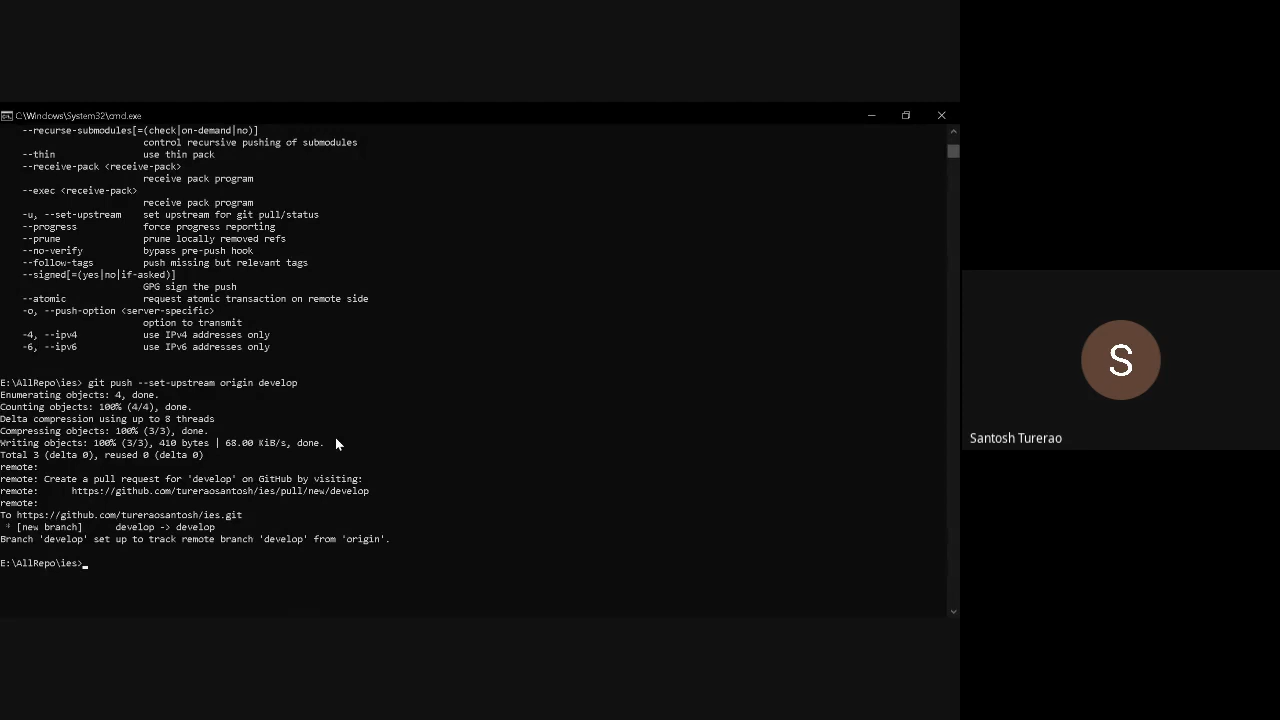 C:\Windows\System32\cmd.exe
--recurse-submodules[=(check|on-demand|no)]
control recursive pushing of submodules
--thin use thin pack
--receive-pack <receive-pack>
receive pack program
--exec <receive-pack>
receive pack program
-u, --set-upstream set upstream for git pull/status
--progress force progress reporting
--prune prune locally removed refs
--no-verify bypass pre-push hook
--follow-tags push missing but relevant tags
--signed[=(yes|no|if-asked)]
GPG sign the push
--atomic request atomic transaction on remote side
-o, --push-option <server-specific>
option to transmit
-4, --ipv4 use IPv4 addresses only
-6, --ipv6 use IPv6 addresses only
E:\AllRepo\ies> git push --set-upstream origin develop
Enumerating objects: 4, done.
Counting objects: 100% (4/4), done.
Delta compression using up to 8 threads
Compressing objects: 100% (3/3), done.
Writing objects: 100% (3/3), 410 bytes | 68.00 KiB/s, done.
Total 3 (delta 0), reused 0 (delta 0)
remote:
remote: Create a pull request for 'develop' on GitHub by visiting:
remote: https://github.com/tureraosantosh/ies/pull/new/develop
remote:
To https://github.com/tureraosantosh/ies.git
* [new branch] develop -> develop
Branch 'develop' set up to track remote branch 'develop' from 'origin'.
E:\AllRepo\ies>
S
Santosh Turerao